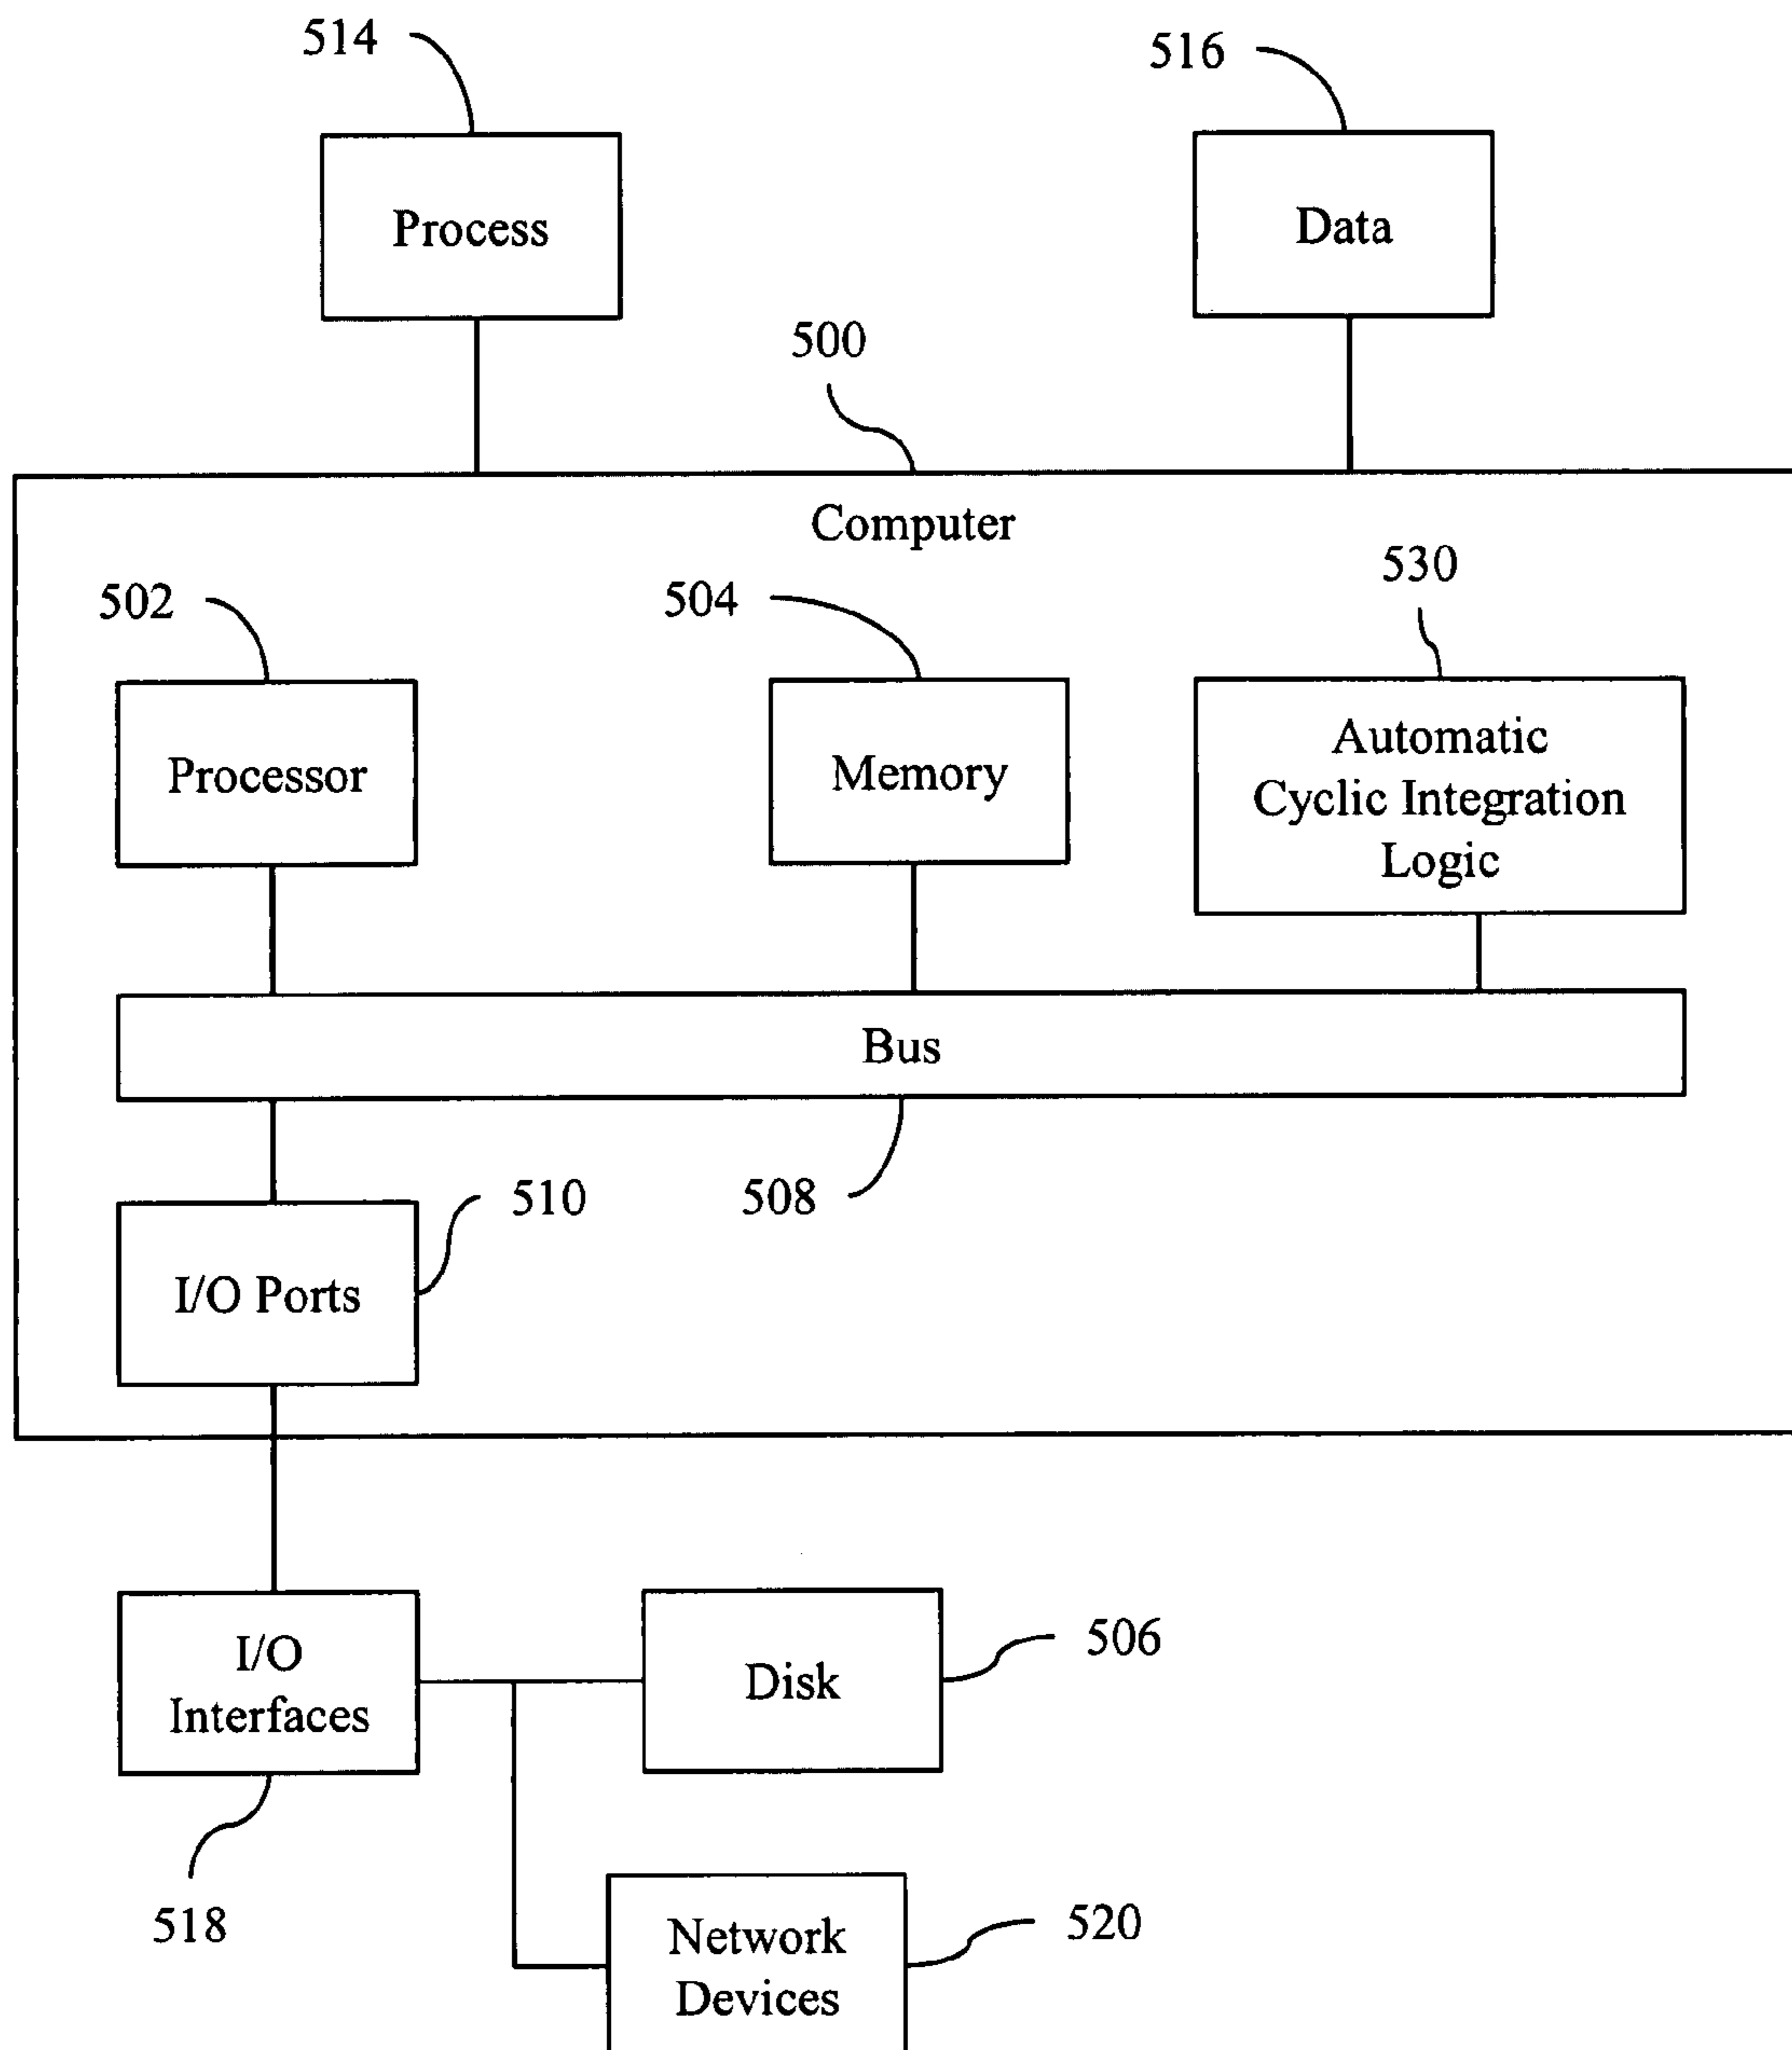 514
516
Process
Data
500
Computer
530
502
504
Processor
Memory
Automatic
Cyclic Integration
Logic
Bus
510
508
I/O Ports
I/O
Interfaces
Disk
506
518
Network
Devices
520